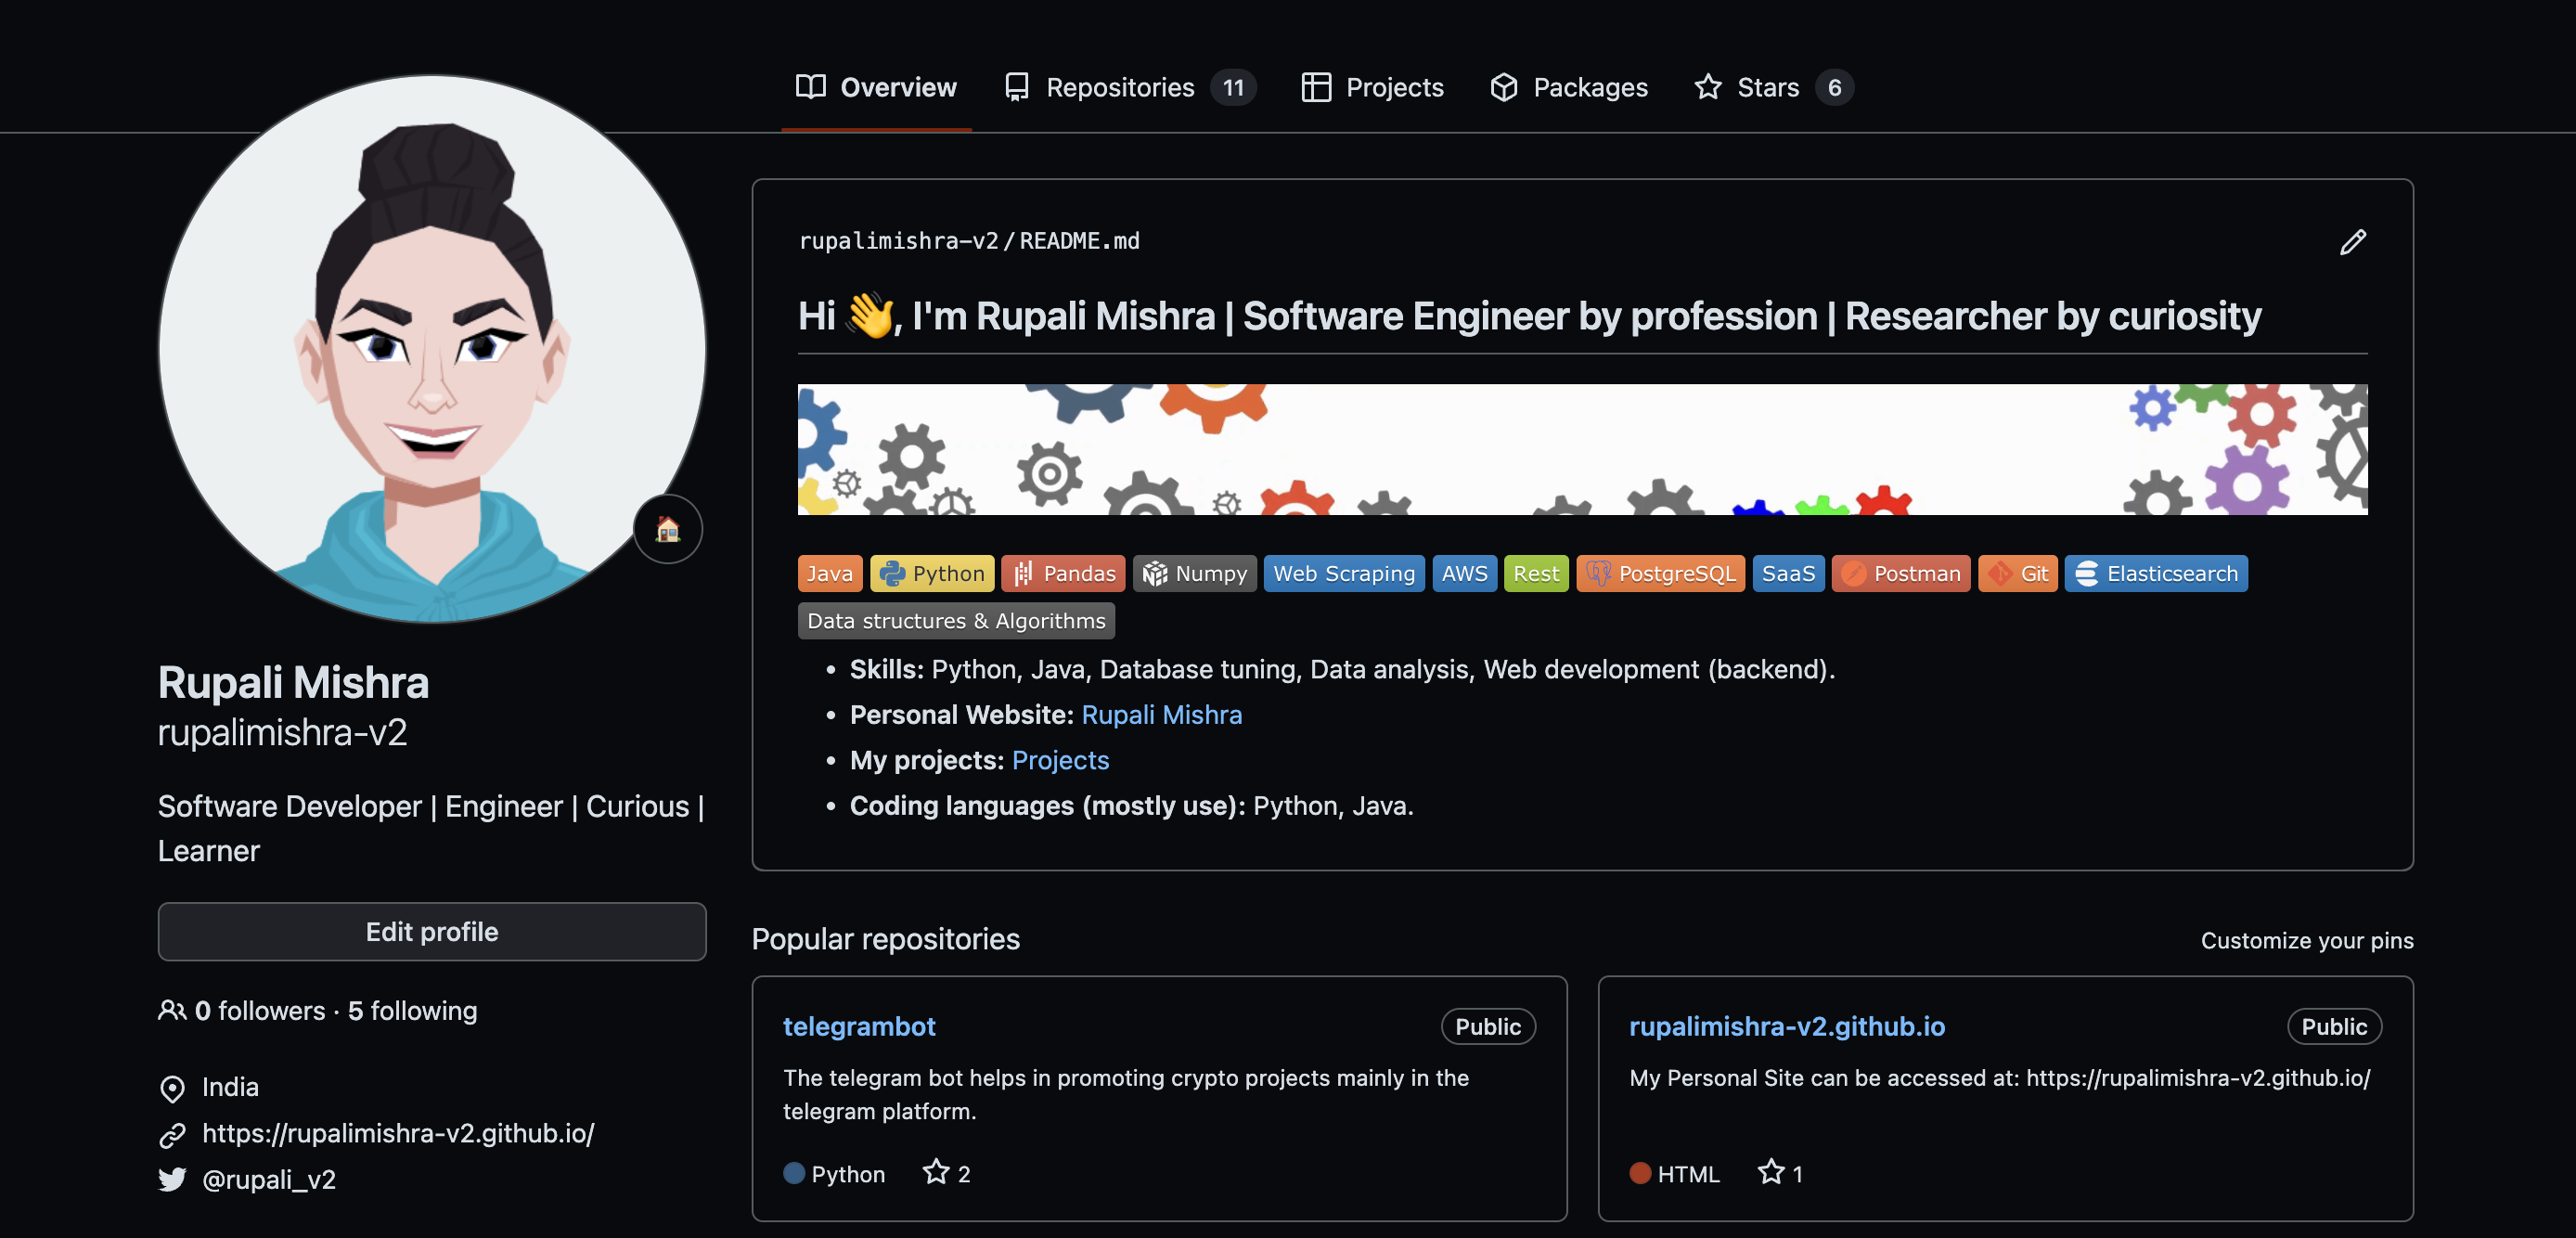 Overview Repositories 11 Projects Packages Stars 6
rupalimishra-v2/README.md
Hi 👋, I'm Rupali Mishra | Software Engineer by profession | Researcher by curiosity
Java Python Pandas Numpy Web Scraping AWS Rest PostgreSQL SaaS Postman Git Elasticsearch
Data structures & Algorithms
• Skills: Python, Java, Database tuning, Data analysis, Web development (backend).
• Personal Website: Rupali Mishra
• My projects: Projects
• Coding languages (mostly use): Python, Java.
Rupali Mishra
rupalimishra-v2
Software Developer | Engineer | Curious |
Learner
Edit profile
0 followers · 5 following
India
https://rupalimishra-v2.github.io/
@rupali_v2
Popular repositories
Customize your pins
telegrambot Public
The telegram bot helps in promoting crypto projects mainly in the
telegram platform.
Python 2
rupalimishra-v2.github.io Public
My Personal Site can be accessed at: https://rupalimishra-v2.github.io/
HTML 1